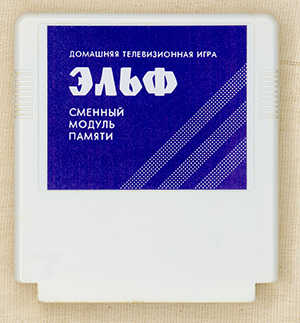 ДОМАШНЯЯ ТЕЛЕВИЗИОННАЯ ИГРА
ЭЛЬФ
СМЕННЫЙ
МОДУЛЬ
ПАМЯТИ